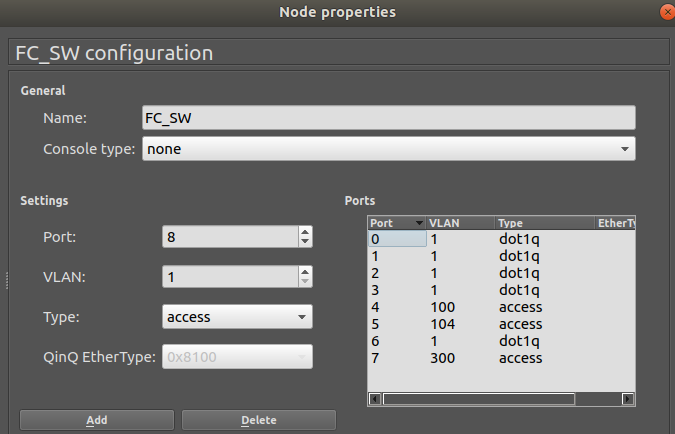 Node properties
FC_SW configuration
General
Name: FC_SW
Console type: none
Settings
Port: 8
VLAN: 1
Type: access
QinQ EtherType: 0x8100
Add Delete
Ports
Port VLAN Type EtherTy
0 1 dot1q
1 1 dot1q
2 1 dot1q
3 1 dot1q
4 100 access
5 104 access
6 1 dot1q
7 300 access